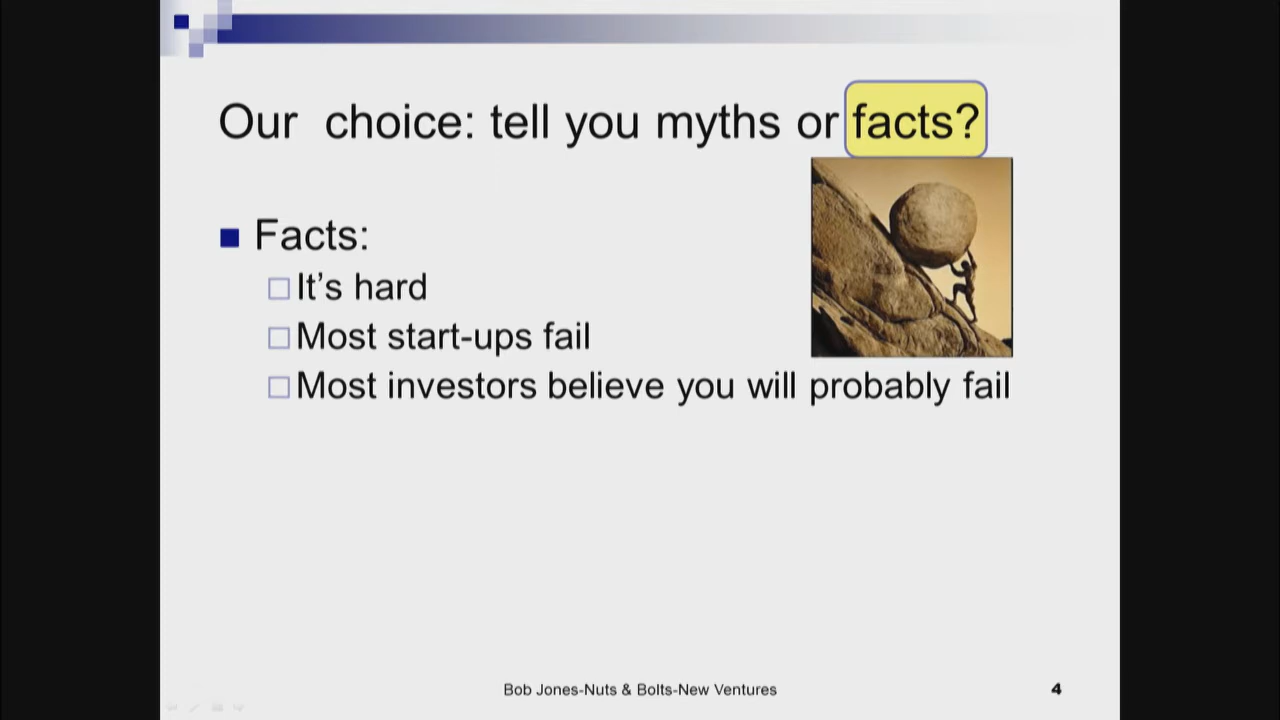 Our choice: tell you myths or facts?
Facts:
It's hard
Most start-ups fail
Most investors believe you will probably fail
Bob Jones-Nuts & Bolts-New Ventures
4